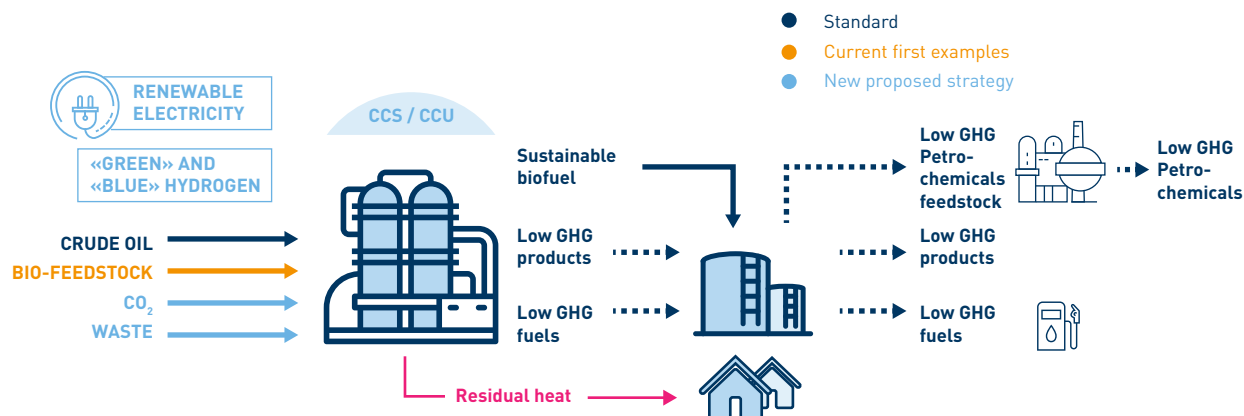 Standard
Current first examples
New proposed strategy
RENEWABLE
ELECTRICITY
CCS / CCU
«GREEN» AND
«BLUE» HYDROGEN
CRUDE OIL
BIO-FEEDSTOCK
CO₂
WASTE
Sustainable
biofuel
Low GHG
products
Low GHG
fuels
Residual heat
Low GHG
Petro-
chemicals
feedstock
Low GHG
Petro-
chemicals
Low GHG
products
Low GHG
fuels